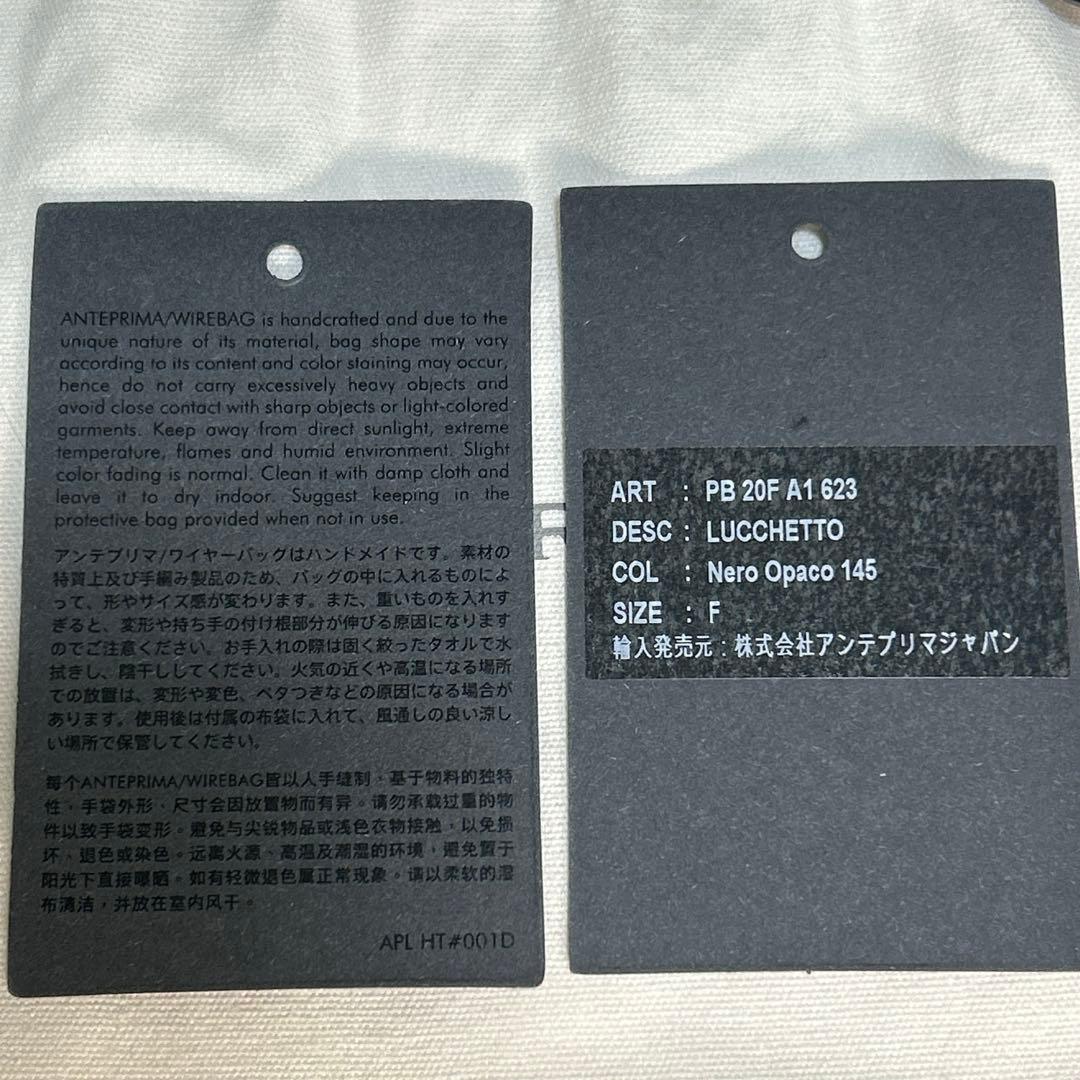 ANTEPRIMA/WIREBAG is handcrafted and due to the
unique nature of its material, bag shape may vary
according to its content and color staining may occur,
hence do not carry excessively heavy objects and
avoid close contact with sharp objects or light-colored
garments. Keep away from direct sunlight, extreme
temperature, flames and humid environment. Slight
color fading is normal. Clean it with damp cloth and
leave it to dry indoor. Suggest keeping in the
protective bag provided when not in use.
アンテプリマ/ワイヤーバッグはハンドメイドです。素材の
特質上及び手編み製品のため、バッグの中に入れるものによ
って、形やサイズ感が変わります。また、重いものを入れす
ぎると、変形や持ち手の付け根部分が伸びる原因になります
のでご注意ください。お手入れの際は固く絞ったタオルで水
拭きし、陰干ししてください。火気の近くや高温になる場所
での放置は、変形や変色、ベタつきなどの原因になる場合が
あります。使用後は付属の布袋に入れて、風通しの良い涼し
い場所で保管してください。
每个ANTEPRIMA/WIREBAG皆以人手缝制，基于物料的独特
性，手袋外形、尺寸会因放置物而有异。请勿承载过量的物
件以致手袋变形。避免与尖锐物品或浅色衣物接触，以免损
坏、退色或染色。远离火源、高温及潮湿的环境，避免置于
阳光下直接曝晒。如有轻微退色属正常现象。请以柔软的湿
布清洁，并放在室内风干。
APL HT#001D
ART : PB 20F A1 623
DESC : LUCCHETTO
COL : Nero Opaco 145
SIZE : F
輸入発売元：株式会社アンテプリマジャパン